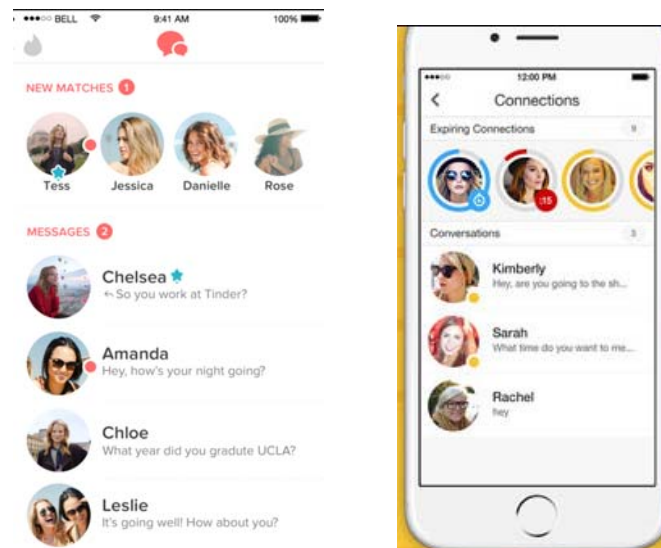 BELL 9:41 AM 100%
NEW MATCHES 1
Tess Jessica Danielle Rose
MESSAGES 2
Chelsea
So you work at Tinder?
Amanda
Hey, how's your night going?
Chloe
What year did you gradute UCLA?
Leslie
It's going well! How about you?
12:00 PM
Connections
Expiring Connections 9
:15
Conversations 3
Kimberly
Hey, are you going to the sh...
Sarah
What time do you want to me...
Rachel
hey